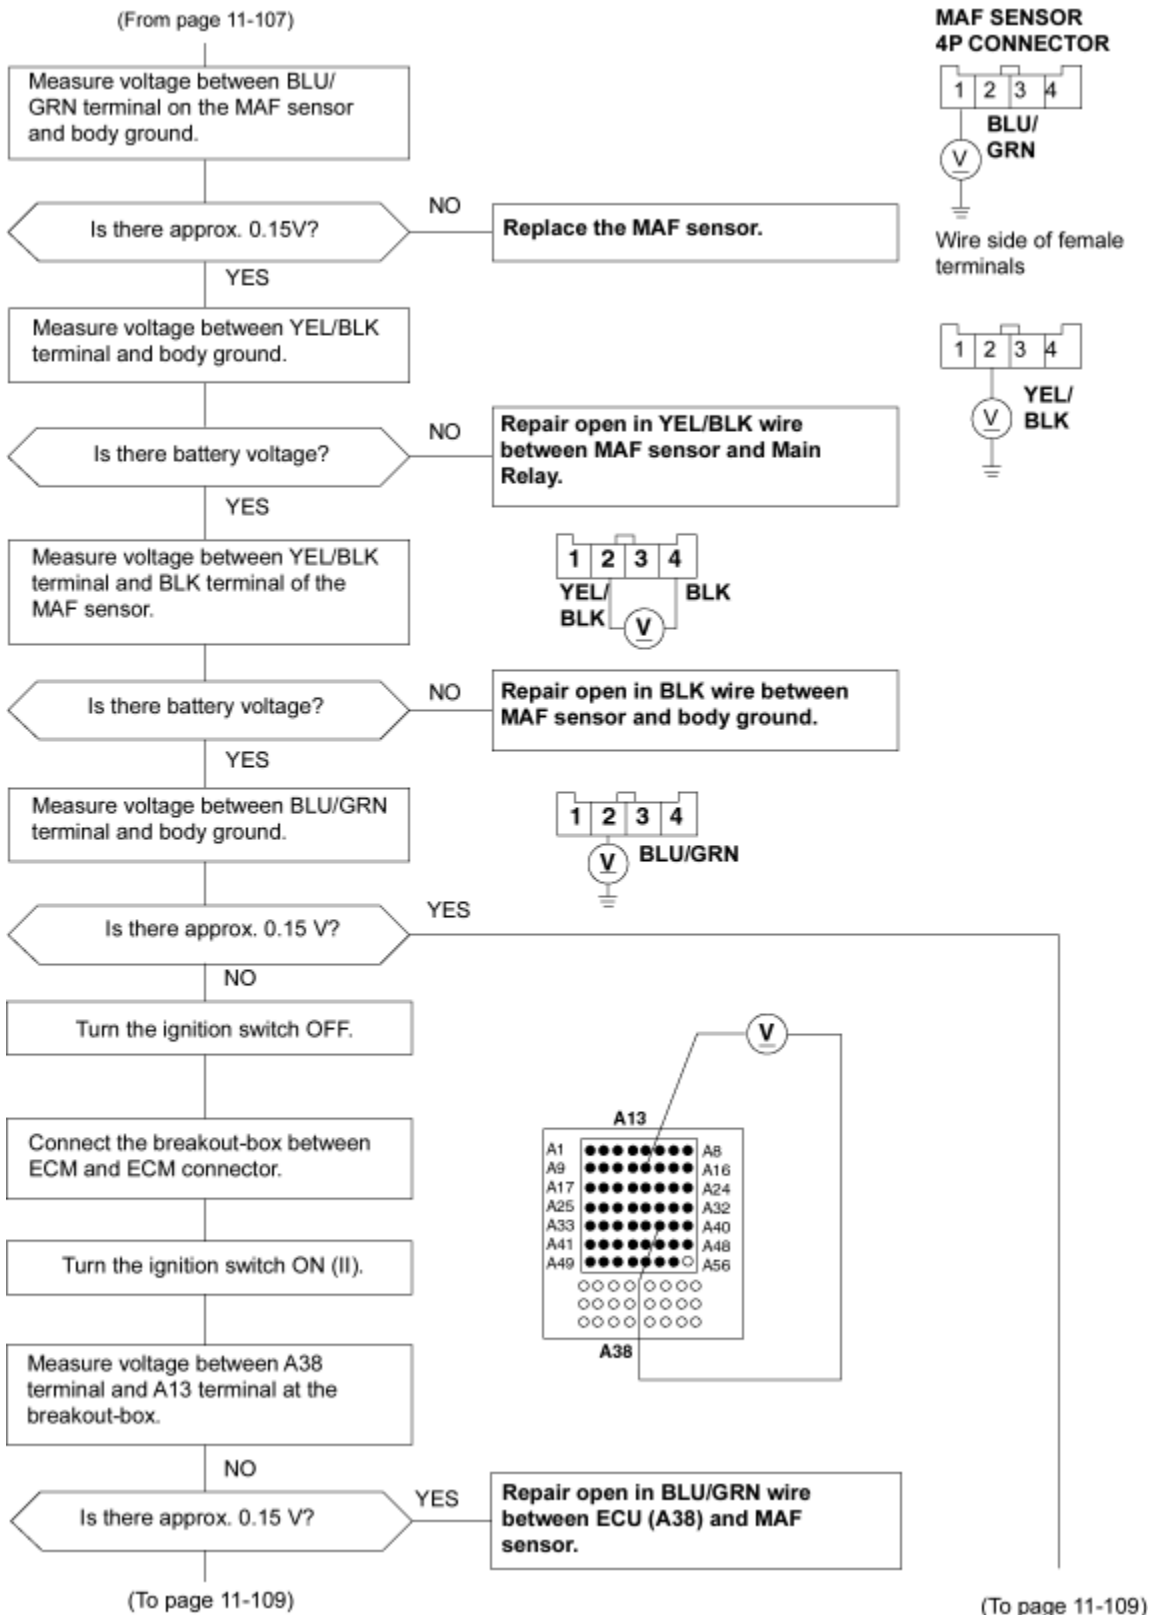 (From page 11-107)
MAF SENSOR
4P CONNECTOR
1 2 3 4
BLU/
GRN
V
Wire side of female
terminals
Measure voltage between BLU/
GRN terminal on the MAF sensor
and body ground.
Is there approx. 0.15V?
NO
Replace the MAF sensor.
YES
Measure voltage between YEL/BLK
terminal and body ground.
1 2 3 4
YEL/
BLK
V
Is there battery voltage?
NO
Repair open in YEL/BLK wire
between MAF sensor and Main
Relay.
YES
Measure voltage between YEL/BLK
terminal and BLK terminal of the
MAF sensor.
1 2 3 4
YEL/
BLK
BLK
V
Is there battery voltage?
NO
Repair open in BLK wire between
MAF sensor and body ground.
YES
Measure voltage between BLU/GRN
terminal and body ground.
1 2 3 4
V
BLU/GRN
Is there approx. 0.15 V?
YES
NO
Turn the ignition switch OFF.
Connect the breakout-box between
ECM and ECM connector.
Turn the ignition switch ON (II).
Measure voltage between A38
terminal and A13 terminal at the
breakout-box.
V
A13
A1 A8
A9 A16
A17 A24
A25 A32
A33 A40
A41 A48
A49 A56
A38
NO
Is there approx. 0.15 V?
YES
Repair open in BLU/GRN wire
between ECU (A38) and MAF
sensor.
(To page 11-109)
(To page 11-109)